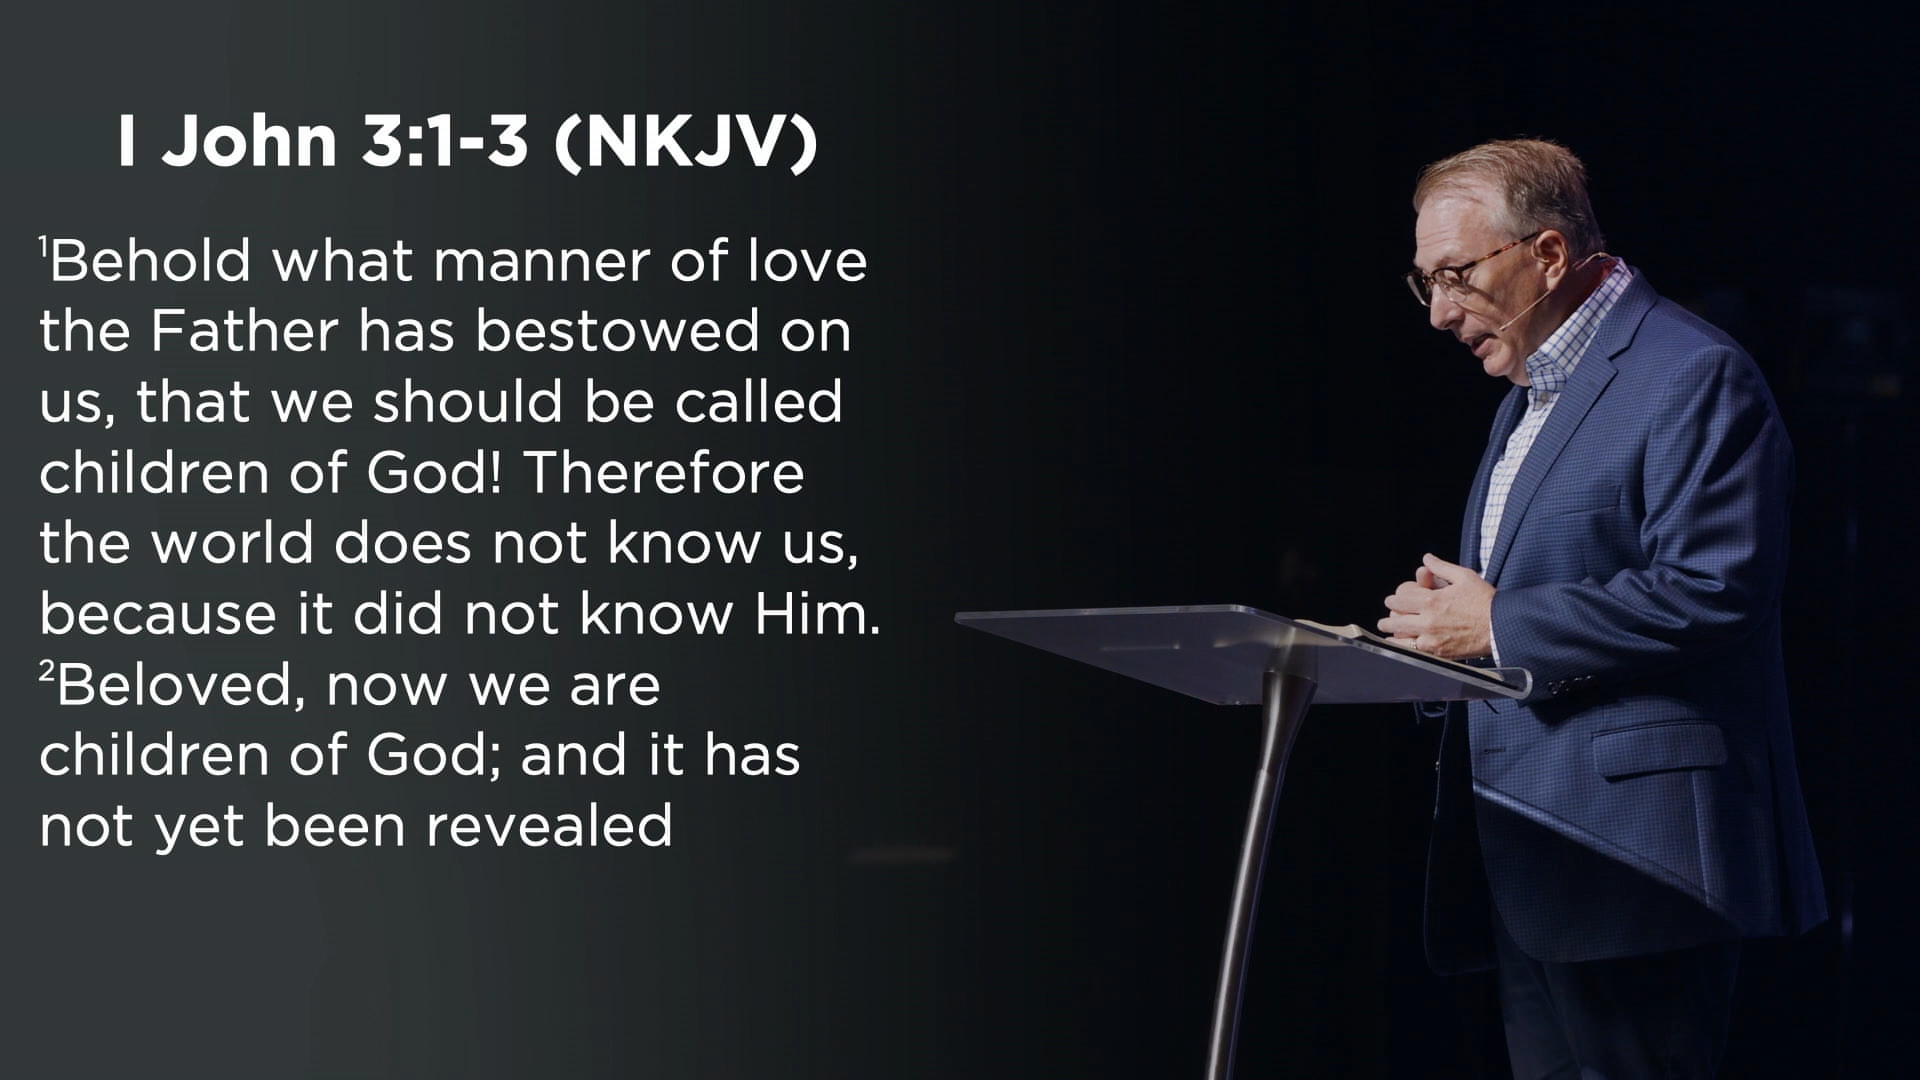 I John 3:1-3 (NKJV)
¹Behold what manner of love
the Father has bestowed on
us, that we should be called
children of God! Therefore
the world does not know us,
because it did not know Him.
²Beloved, now we are
children of God; and it has
not yet been revealed